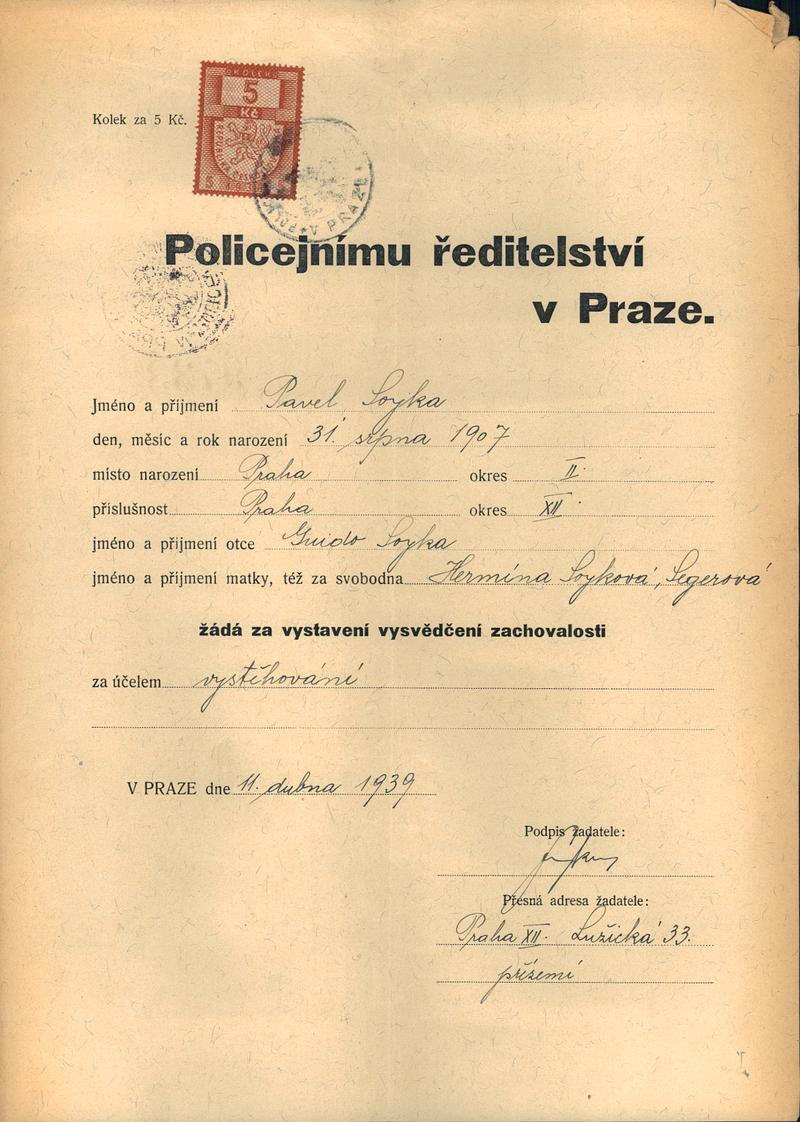 KOLEK
5
Kč
Kolek za 5 Kč.
V PRAZE
Policejnímu ředitelství
v Praze.
Jméno a příjmení Pavel Soyka
den, měsíc a rok narození 31. srpna 1907
místo narození Praha okres II.
příslušnost Praha okres XII.
jméno a přijmení otce Guido Soyka
jméno a příjmení matky, též za svobodna Hermína Soyková, Segerová
žádá za vystavení vysvědčení zachovalosti
za účelem vystěhování
V PRAZE dne 11. dubna 1939
Podpis žadatele:
Přesná adresa žadatele:
Praha XII. Lužická 33.
přízemí